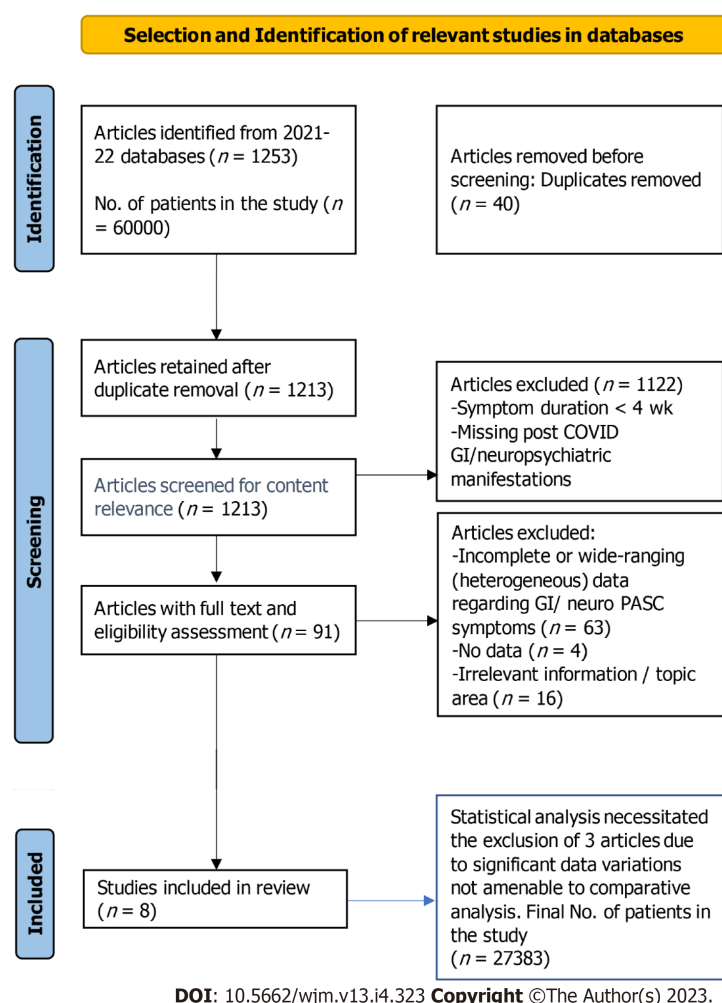 Selection and Identification of relevant studies in databases
Identification
Articles identified from 2021-
22 databases (n = 1253)
No. of patients in the study (n
= 60000)
Articles removed before
screening: Duplicates removed
(n = 40)
Screening
Articles retained after
duplicate removal (n = 1213)
Articles excluded (n = 1122)
-Symptom duration < 4 wk
-Missing post COVID
GI/neuropsychiatric
manifestations
Articles screened for content
relevance (n = 1213)
Articles with full text and
eligibility assessment (n = 91)
Articles excluded:
-Incomplete or wide-ranging
(heterogeneous) data
regarding GI/ neuro PASC
symptoms (n = 63)
-No data (n = 4)
-Irrelevant information / topic
area (n = 16)
Included
Studies included in review
(n = 8)
Statistical analysis necessitated
the exclusion of 3 articles due
to significant data variations
not amenable to comparative
analysis. Final No. of patients in
the study
(n = 27383)
DOI: 10.5662/wjm.v13.i4.323 Copyright ©The Author(s) 2023.